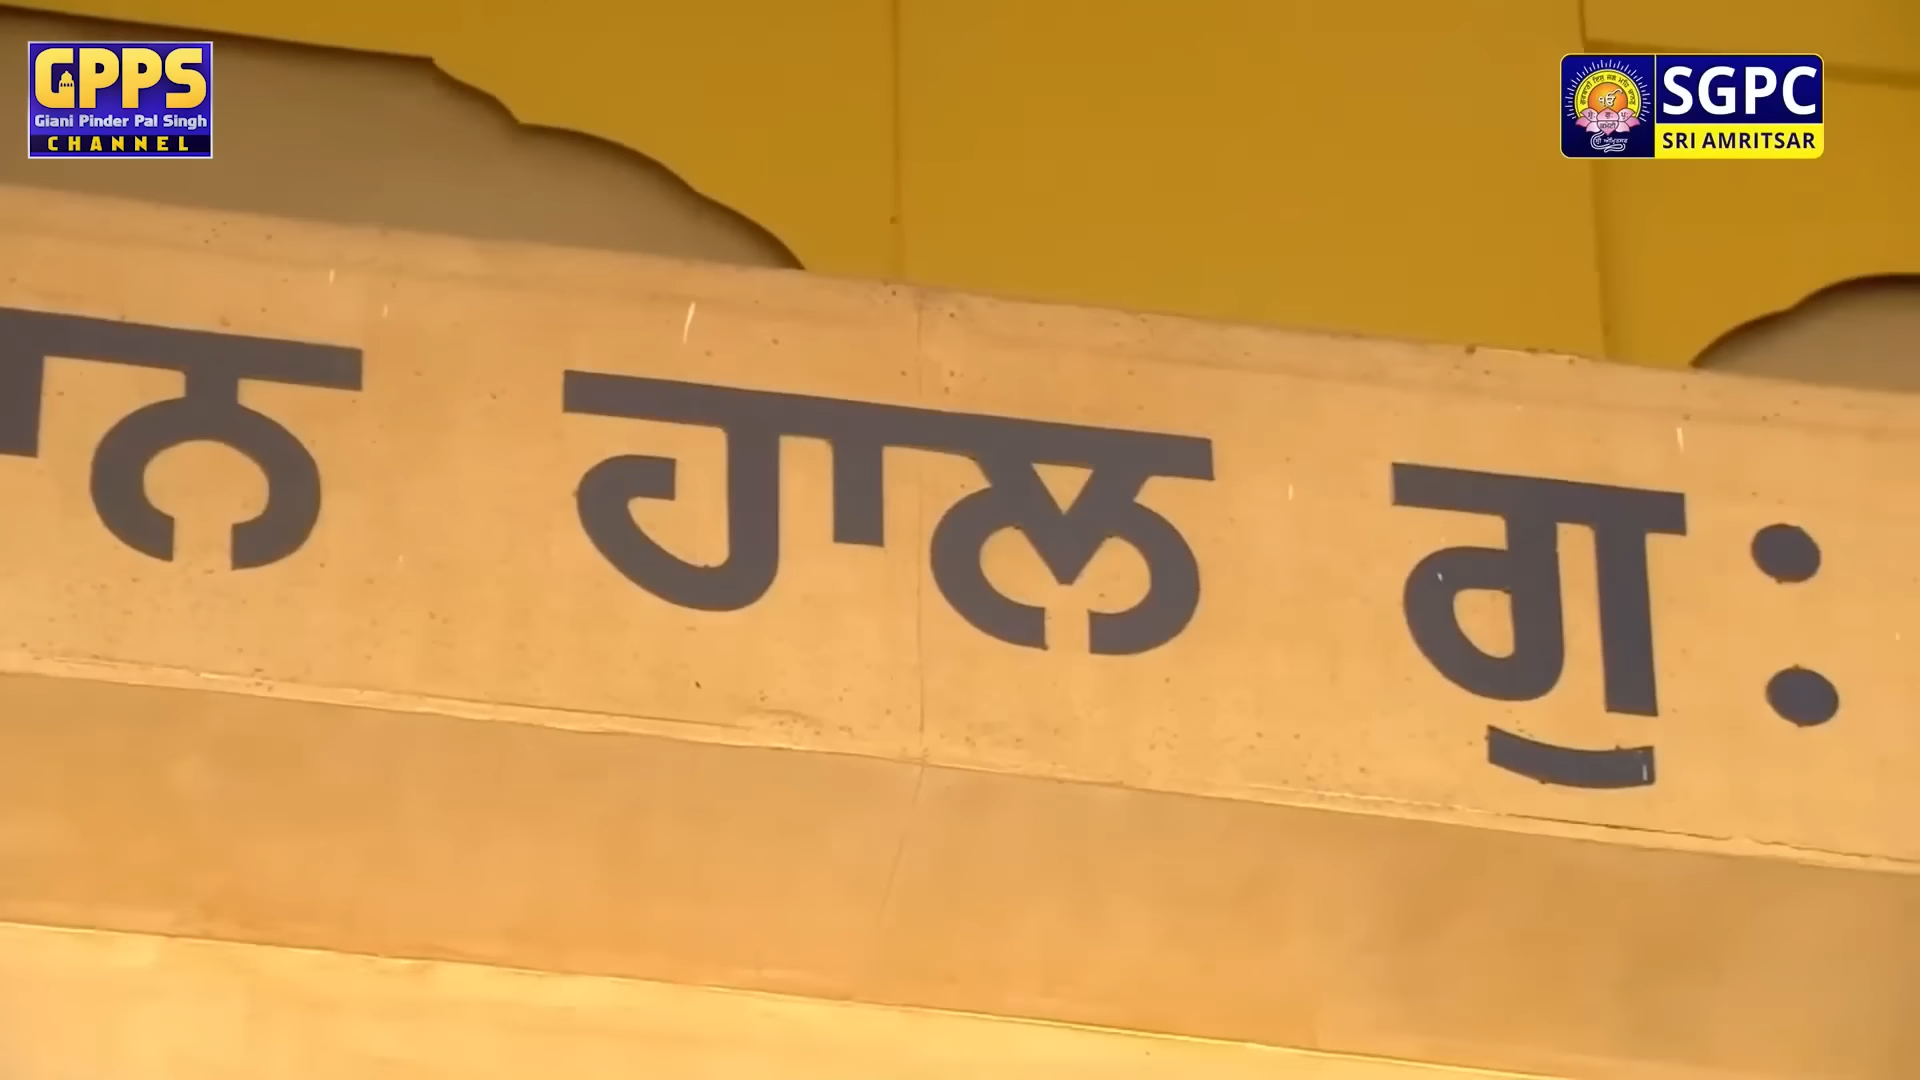 GPPS
Giani Pinder Pal Singh
CHANNEL
SGPC
SRI AMRITSAR
ਾਨ ਹਾਲ ਗੁ: